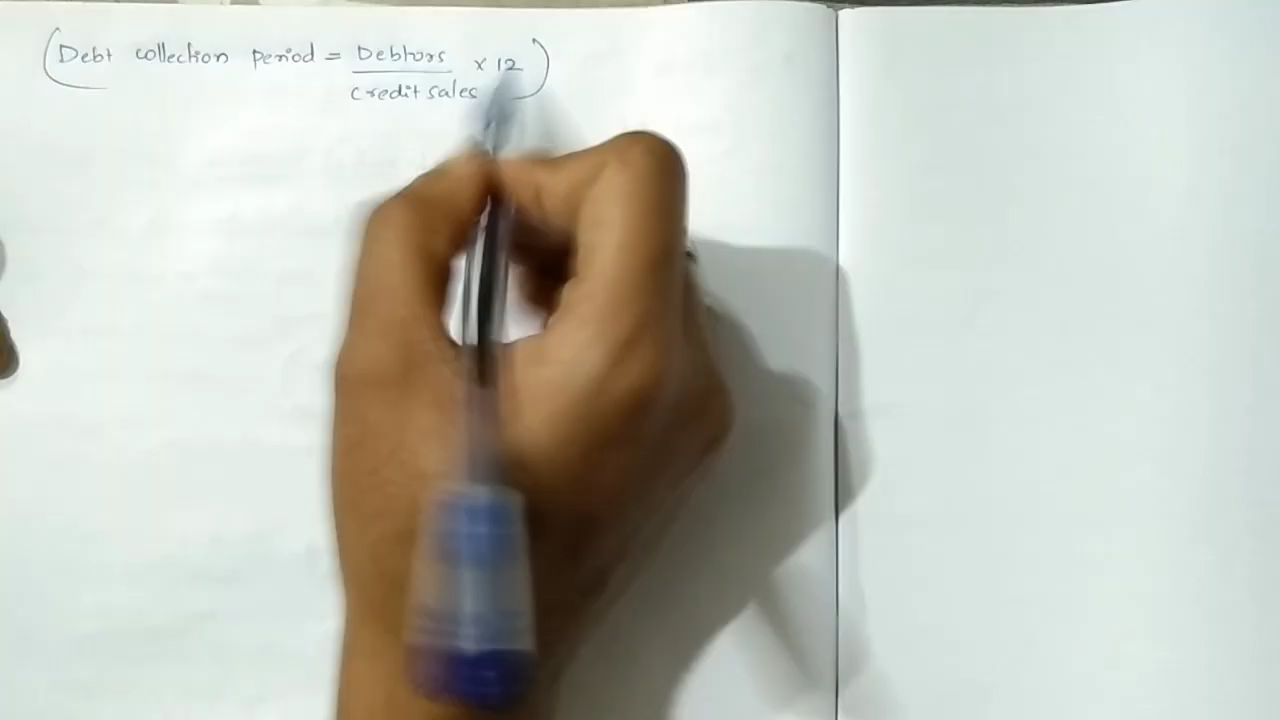 (Debt collection period = Debtors / credit sales × 12)